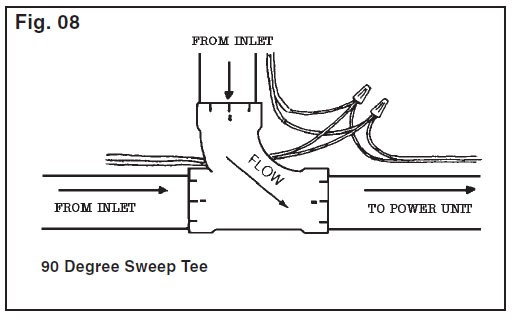 Fig. 08
FROM INLET
FLOW
FROM INLET
TO POWER UNIT
90 Degree Sweep Tee